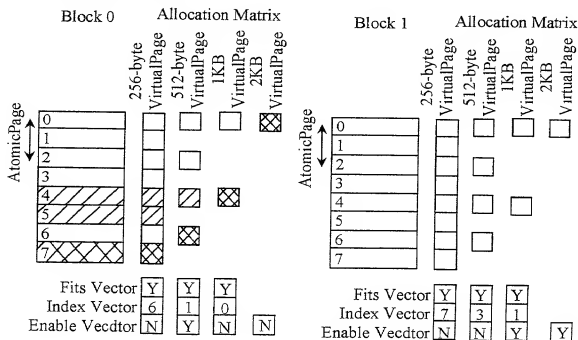 Block 0
Allocation Matrix
256-byte
VirtualPage
512-byte
VirtualPage
1KB
VirtualPage
2KB
VirtualPage
AtomicPage
0
1
2
3
4
5
6
7
Fits Vector Y Y Y
Index Vector 6 1 0
Enable Vecdtor N Y N N
Block 1
Allocation Matrix
256-byte
VirtualPage
512-byte
VirtualPage
1KB
VirtualPage
2KB
VirtualPage
AtomicPage
0
1
2
3
4
5
6
7
Fits Vector Y Y Y
Index Vector 7 3 1
Enable Vector N N Y Y